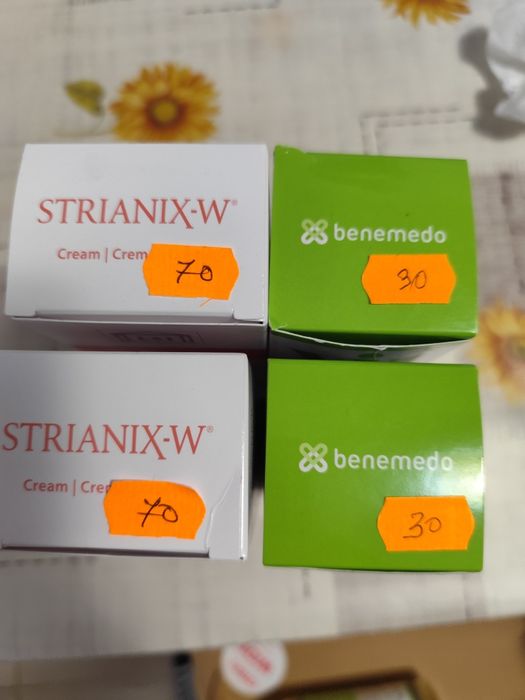 STRIANIX-W®
Cream | Crem
70
benemedo
30
STRIANIX-W®
Cream | Cre
70
benemedo
30